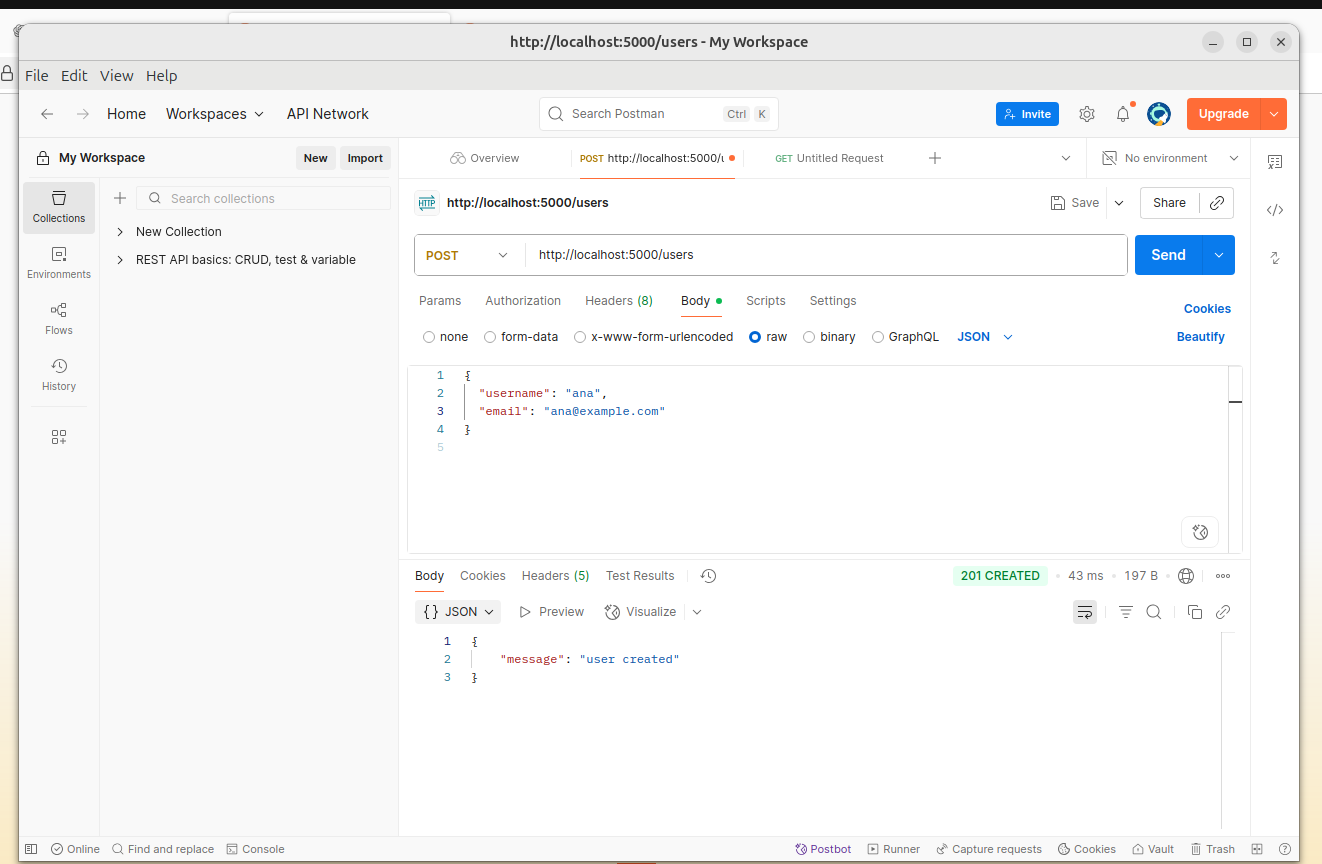 http://localhost:5000/users - My Workspace
File Edit View Help
Home Workspaces API Network
Search Postman Ctrl K
Invite
Upgrade
My Workspace New Import
Overview POST http://localhost:5000/u GET Untitled Request No environment
Collections
Search collections
New Collection
REST API basics: CRUD, test & variable
Environments
Flows
History
HTTP http://localhost:5000/users Save Share
POST http://localhost:5000/users Send
Params Authorization Headers (8) Body Scripts Settings Cookies
none form-data x-www-form-urlencoded raw binary GraphQL JSON Beautify
1 {
2 "username": "ana",
3 "email": "ana@example.com"
4 }
5
Body Cookies Headers (5) Test Results 201 CREATED 43 ms 197 B
{} JSON Preview Visualize
1 {
2 "message": "user created"
3 }
Online Find and replace Console Postbot Runner Capture requests Cookies Vault Trash